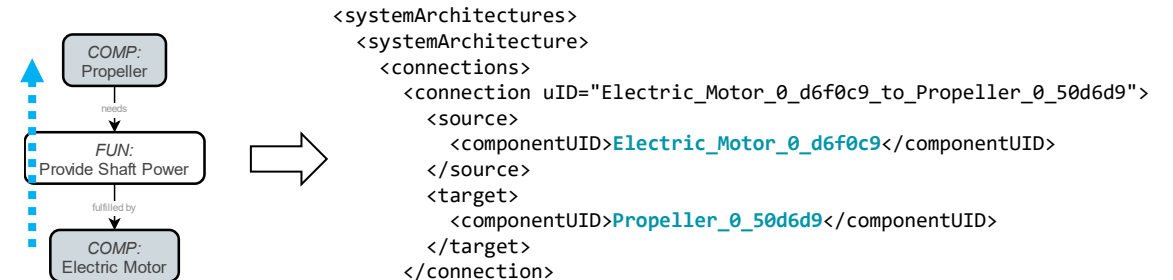 COMP:
Propeller
needs
FUN:
Provide Shaft Power
fulfilled by
COMP:
Electric Motor
<systemArchitectures>
<systemArchitecture>
<connections>
<connection uID="Electric_Motor_0_d6f0c9_to_Propeller_0_50d6d9">
<source>
<componentUID>Electric_Motor_0_d6f0c9</componentUID>
</source>
<target>
<componentUID>Propeller_0_50d6d9</componentUID>
</target>
</connection>